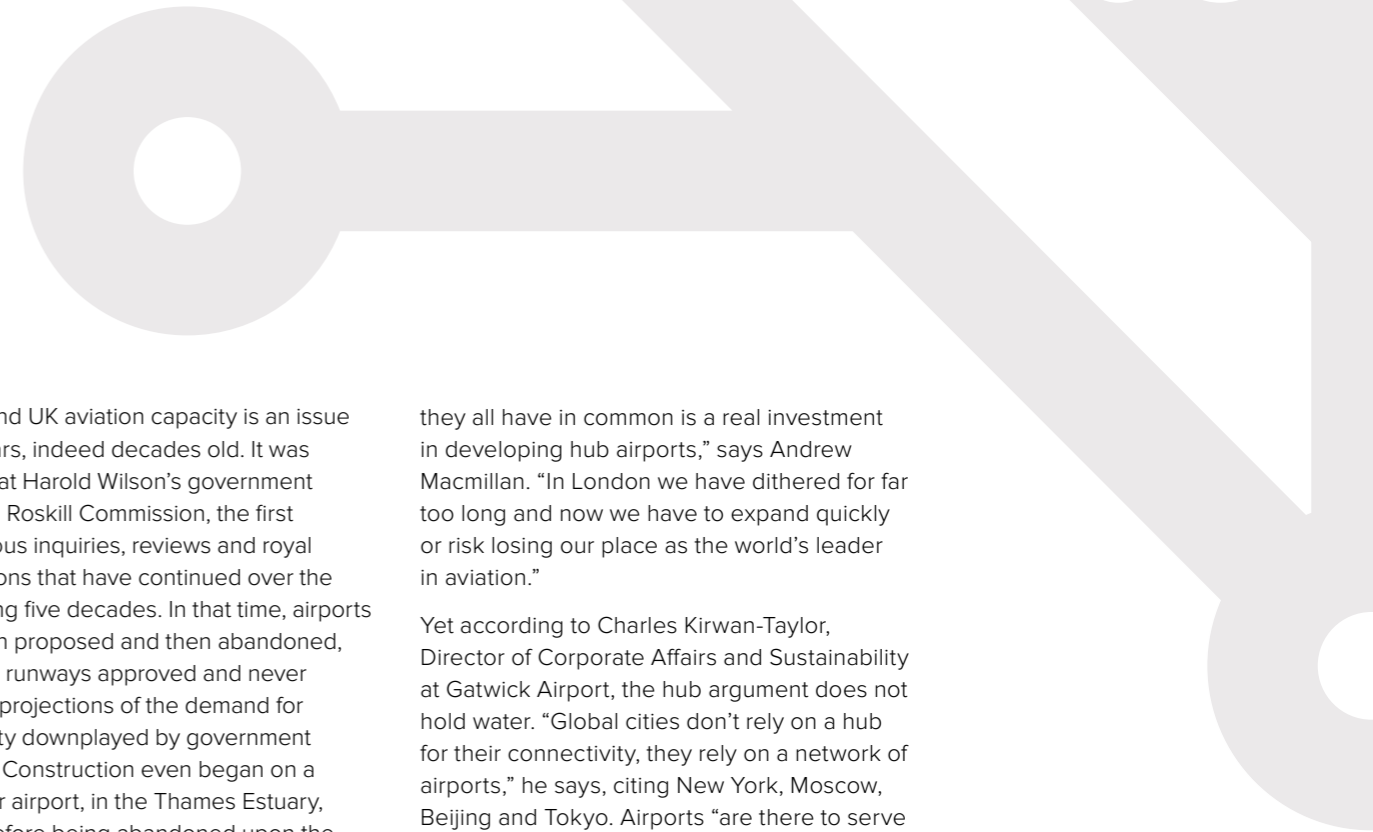 nd UK aviation capacity is an issue
rs, indeed decades old. It was
at Harold Wilson's government
Roskill Commission, the first
ous inquiries, reviews and royal
ons that have continued over the
ng five decades. In that time, airports
n proposed and then abandoned,
runways approved and never
projections of the demand for
ty downplayed by government
Construction even began on a
r airport, in the Thames Estuary,
efore being abandoned upon the
they all have in common is a real investment
in developing hub airports,” says Andrew
Macmillan. “In London we have dithered for far
too long and now we have to expand quickly
or risk losing our place as the world’s leader
in aviation.”
Yet according to Charles Kirwan-Taylor,
Director of Corporate Affairs and Sustainability
at Gatwick Airport, the hub argument does not
hold water. “Global cities don’t rely on a hub
for their connectivity, they rely on a network of
airports,” he says, citing New York, Moscow,
Beijing and Tokyo. Airports “are there to serve